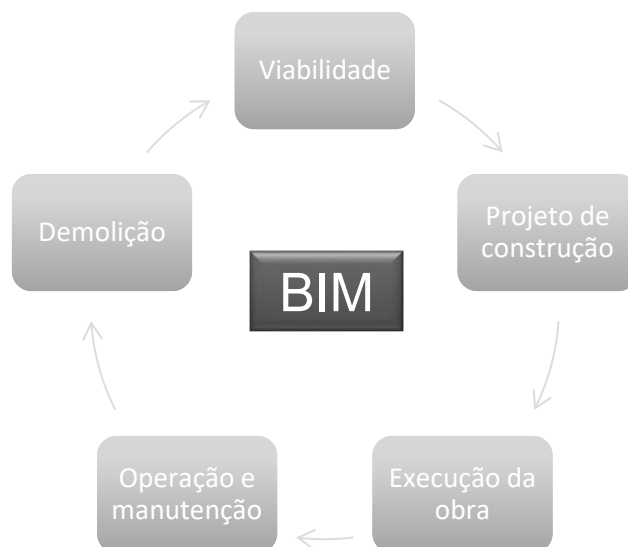 Viabilidade
Projeto de
construção
Execução da
obra
Operação e
manutenção
Demolição
BIM